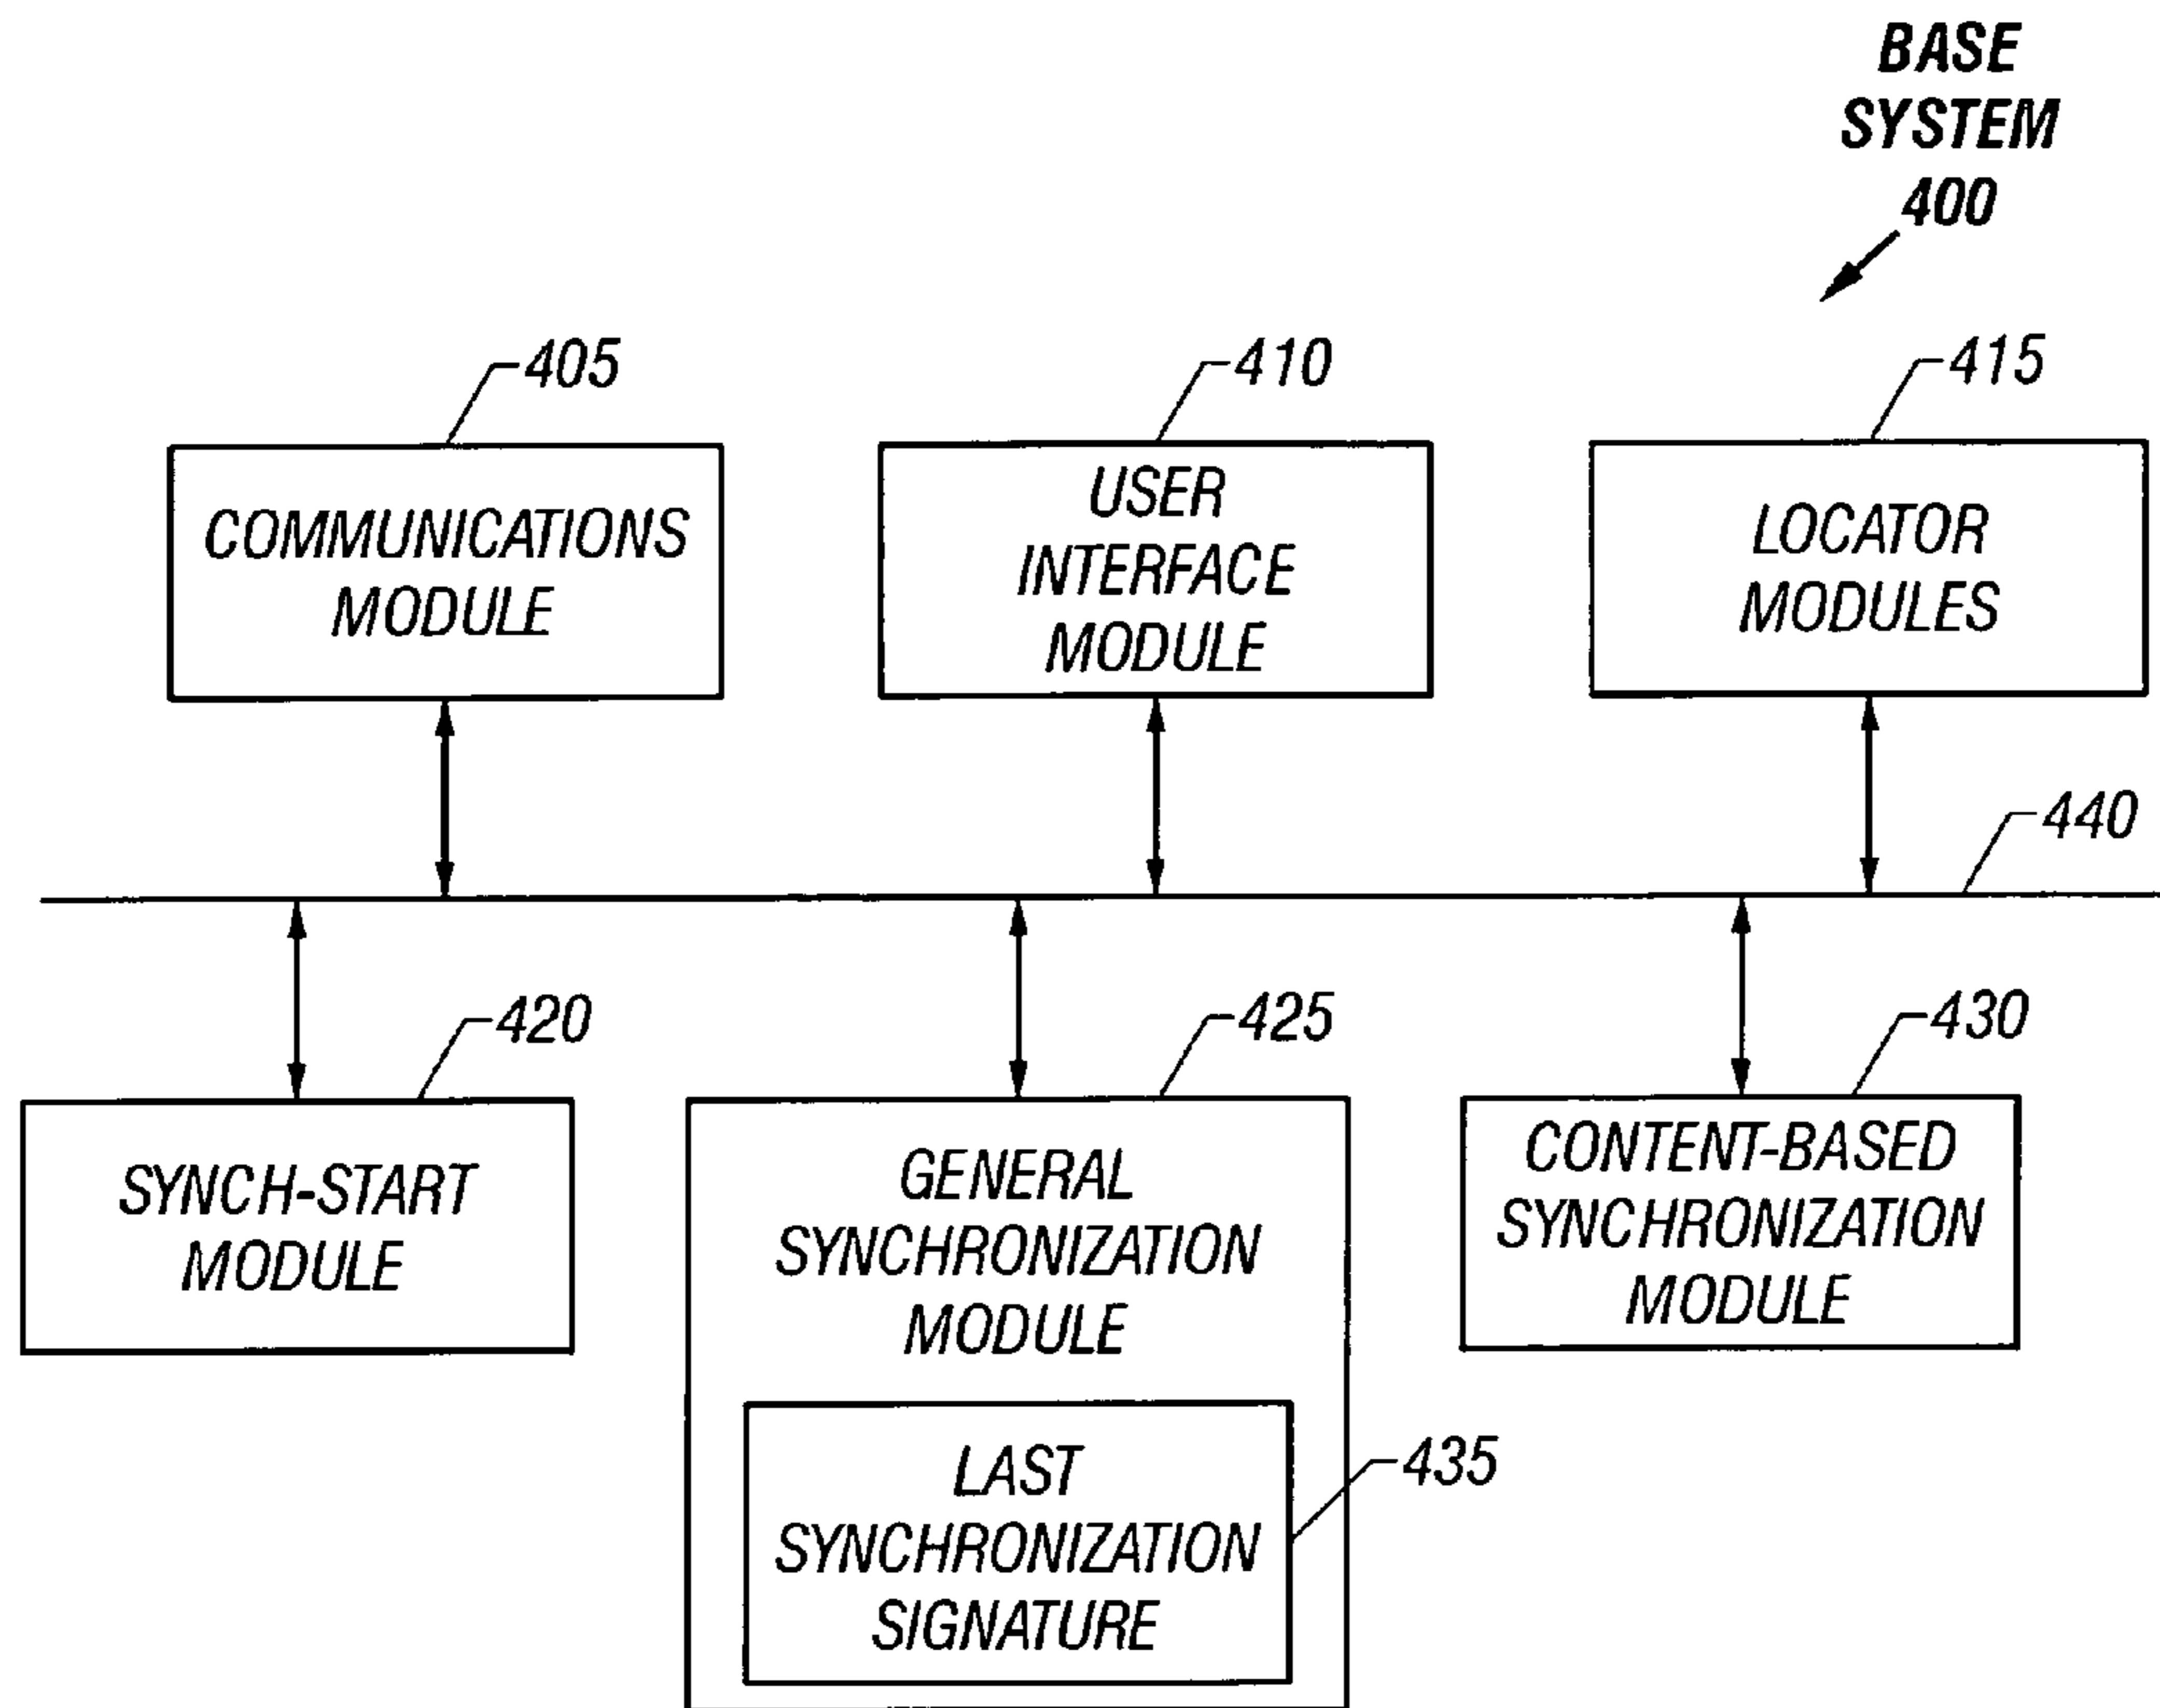 BASE
SYSTEM
400
405
410
415
COMMUNICATIONS
MODULE
USER
INTERFACE
MODULE
LOCATOR
MODULES
440
420
425
430
SYNCH-START
MODULE
GENERAL
SYNCHRONIZATION
MODULE
CONTENT-BASED
SYNCHRONIZATION
MODULE
LAST
SYNCHRONIZATION
SIGNATURE
435